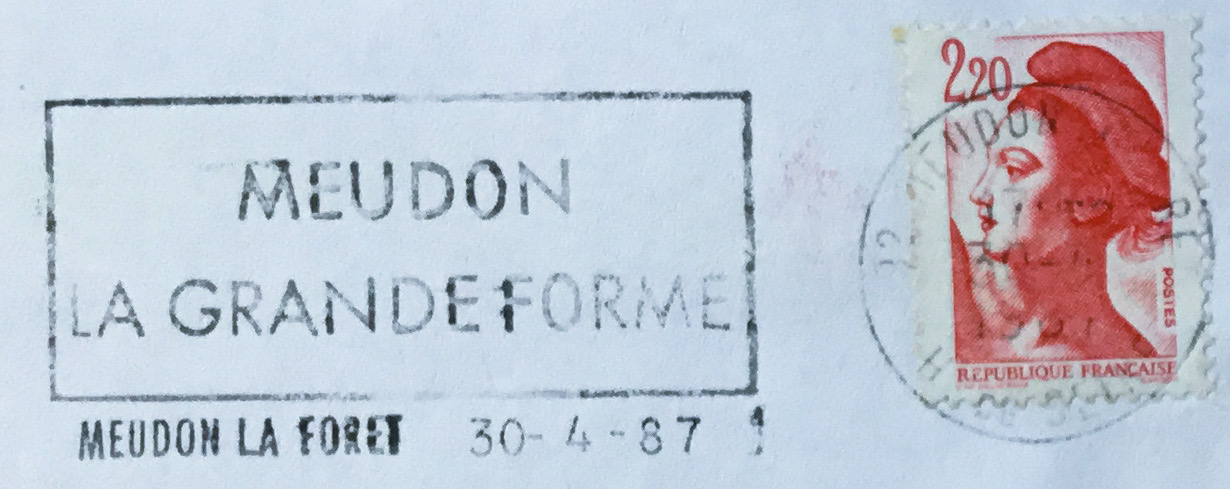 MEUDON
LA GRANDE FORME
MEUDON LA FORET 30-4-87
2,20
POSTES
REPUBLIQUE FRANÇAISE